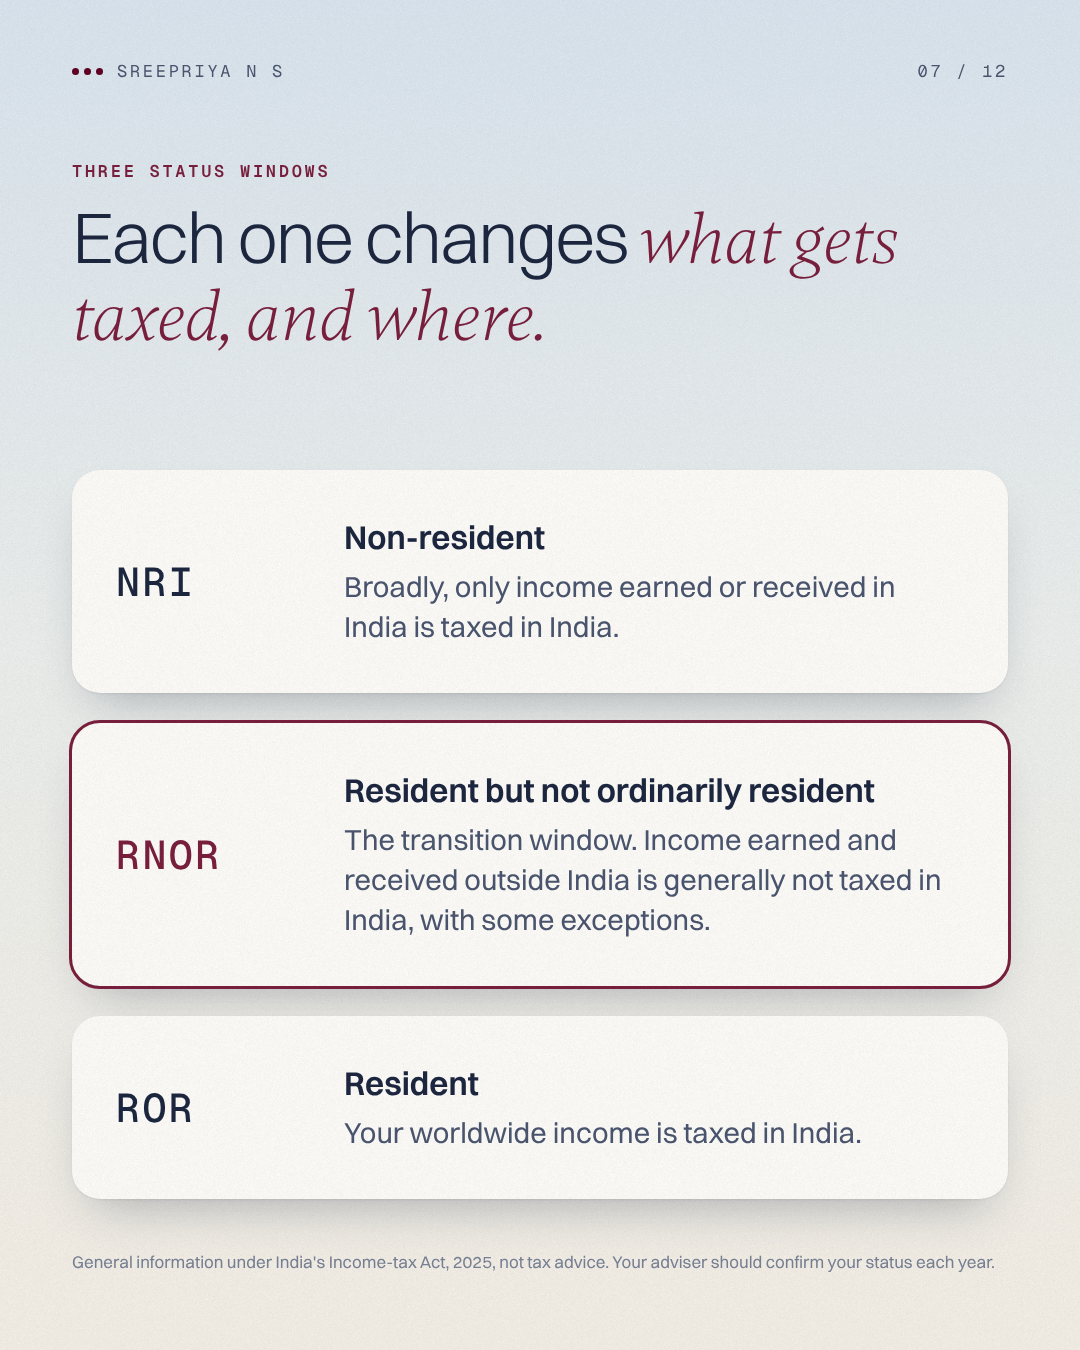 SREEPRIYA N S
07 / 12
THREE STATUS WINDOWS
Each one changes what gets
taxed, and where.
NRI
Non-resident
Broadly, only income earned or received in
India is taxed in India.
RNOR
Resident but not ordinarily resident
The transition window. Income earned and
received outside India is generally not taxed in
India, with some exceptions.
ROR
Resident
Your worldwide income is taxed in India.
General information under India's Income-tax Act, 2025, not tax advice. Your adviser should confirm your status each year.